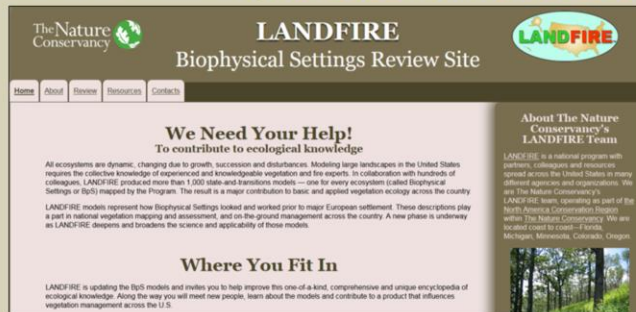 The Nature
Conservancy
LANDFIRE
Biophysical Settings Review Site
LANDFIRE
Home About Review Resources Contacts
We Need Your Help!
To contribute to ecological knowledge
All ecosystems are dynamic, changing due to growth, succession and disturbances. Modeling large landscapes in the United States
requires the collective knowledge of experienced and knowledgeable vegetation and fire experts. In collaboration with hundreds of
colleagues, LANDFIRE produced more than 1,000 state-and-transitions models — one for every ecosystem (called Biophysical
Settings or BpS) mapped by the Program. The result is a major contribution to basic and applied vegetation ecology across the country.
LANDFIRE models represent how Biophysical Settings looked and worked prior to major European settlement. These descriptions play
a part in national vegetation mapping and assessment, and on-the-ground management across the country. A new phase is underway
as LANDFIRE deepens and broadens the science and applicability of those models.
Where You Fit In
LANDFIRE is updating the BpS models and invites you to help improve this one-of-a-kind, comprehensive and unique encyclopedia of
ecological knowledge. Along the way you will meet new people, learn about the models and contribute to a product that influences
vegetation management across the U.S.
About The Nature
Conservancy's
LANDFIRE Team
LANDFIRE is a national program with
partners, colleagues and resources
spread across the United States in many
different agencies and organizations. We
are The Nature Conservancy's
LANDFIRE team, operating as part of the
North America Conservation Region
within The Nature Conservancy. We are
located coast to coast—Florida,
Michigan, Minnesota, Colorado, Oregon